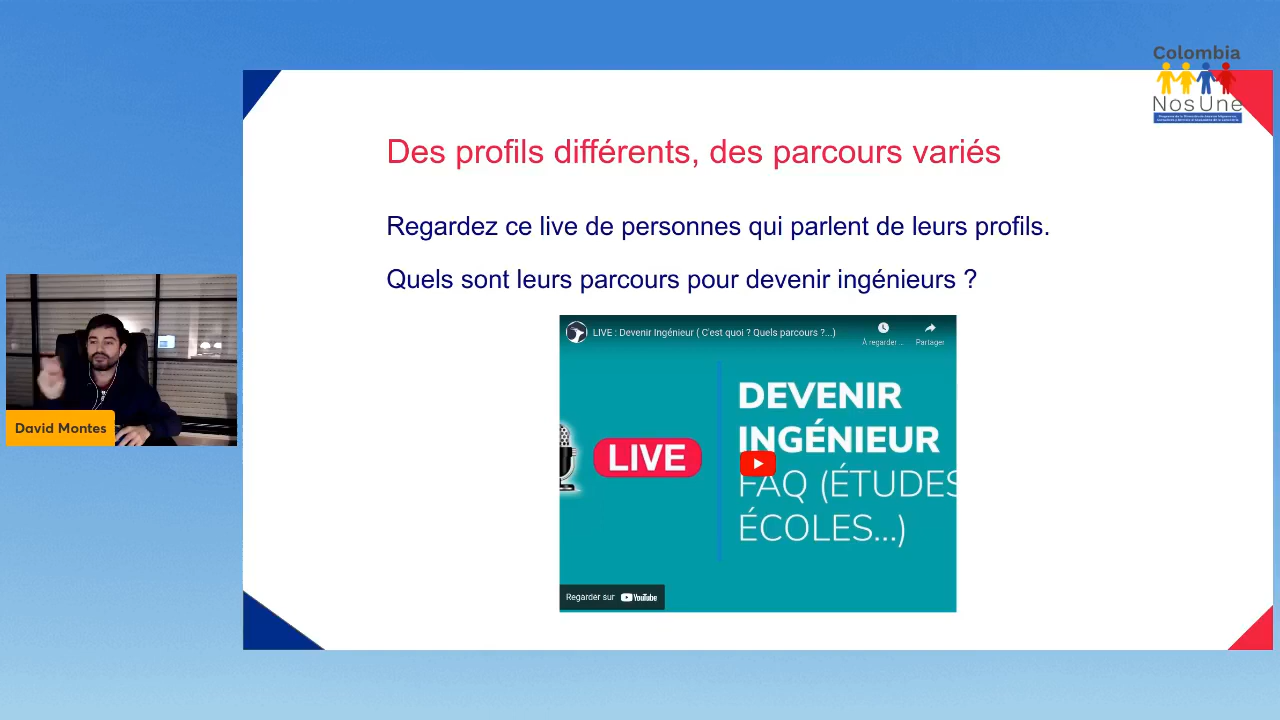 Colombia
NosUne
Des profils différents, des parcours variés
Regardez ce live de personnes qui parlent de leurs profils.
Quels sont leurs parcours pour devenir ingénieurs ?
David Montes
LIVE : Devenir Ingénieur ( C'est quoi ? Quels parcours ?...)
À regarder ...
Partager
LIVE
DEVENIR
INGÉNIEUR
FAQ (ÉTUDES
ÉCOLES...)
Regarder sur YouTube